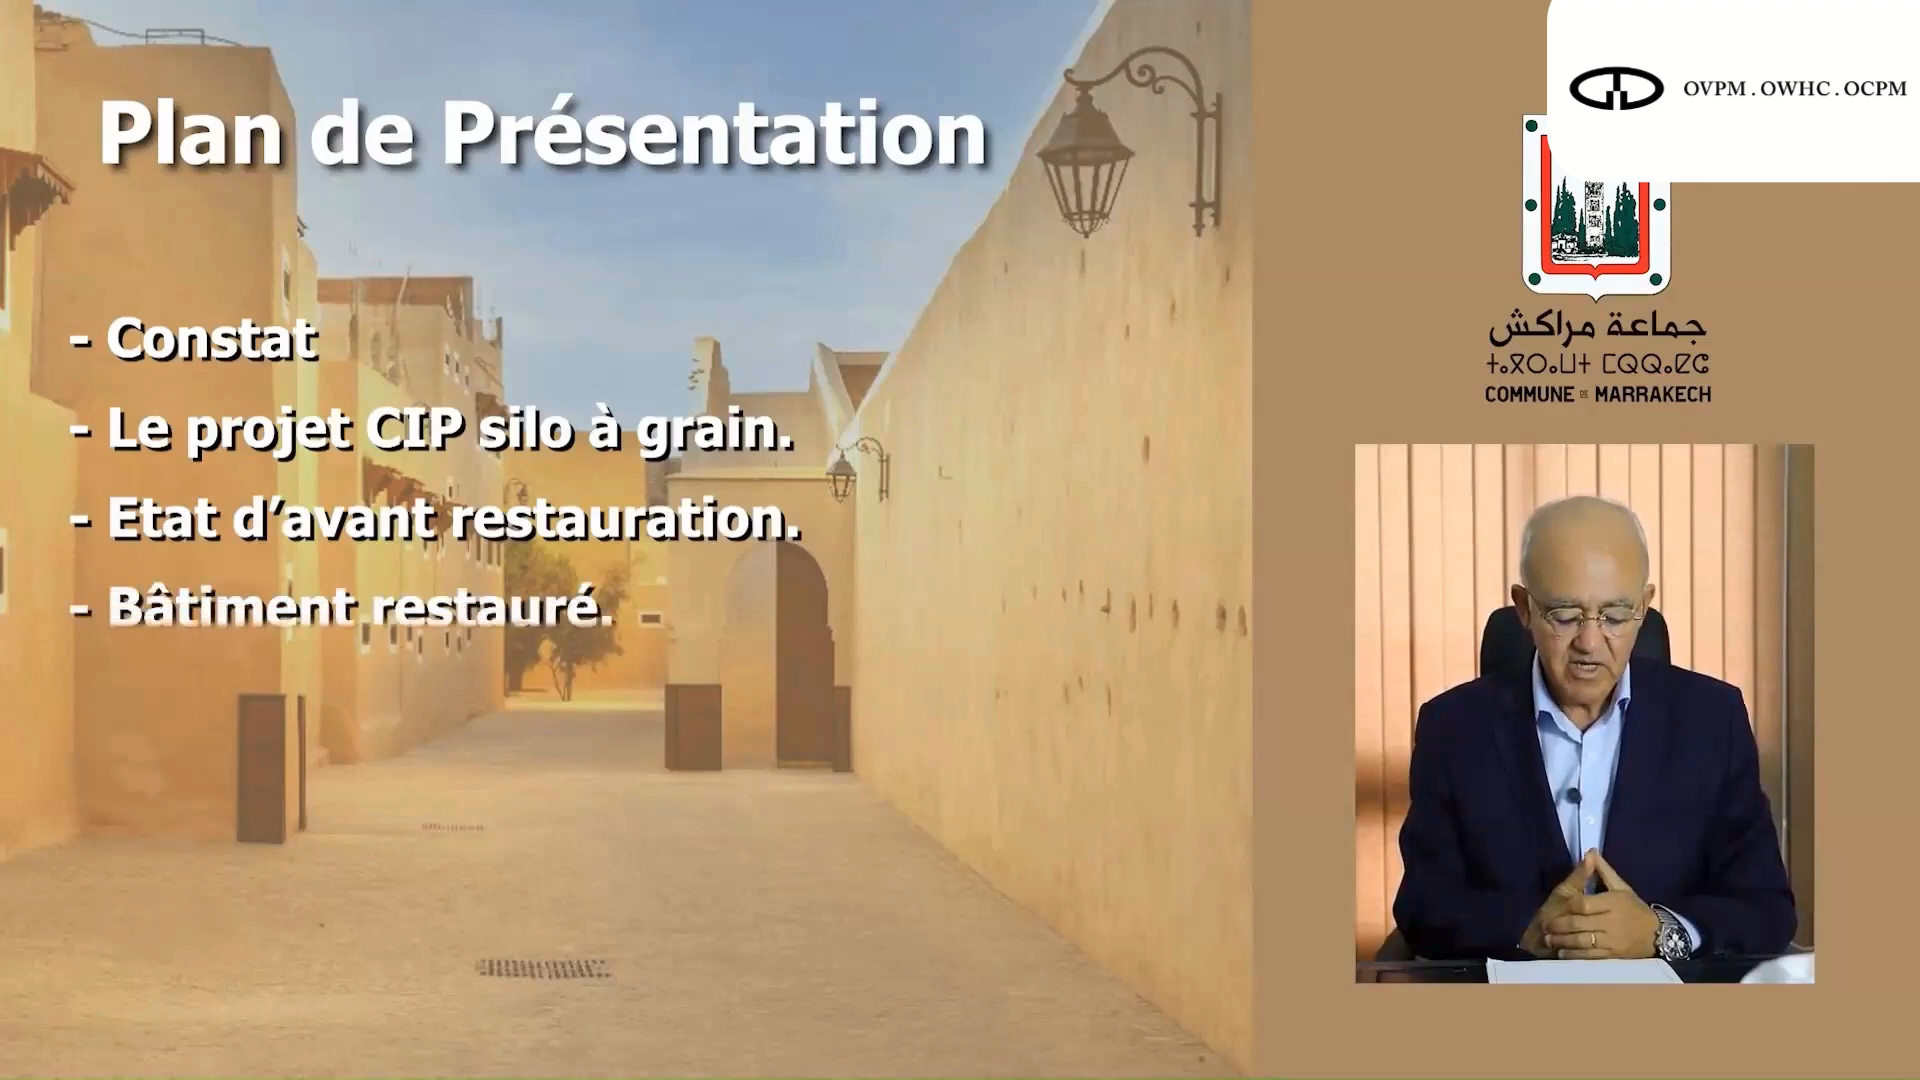 Plan de Présentation
- Constat
- Le projet CIP silo à grain.
- Etat d’avant restauration.
- Bâtiment restauré.
OVPM . OWHC . OCPM
جماعة مراكش
ⵜⴰⴳⵔⴰⵡⵜ ⵎⵕⵕⴰⴽⵛ
COMMUNE DE MARRAKECH